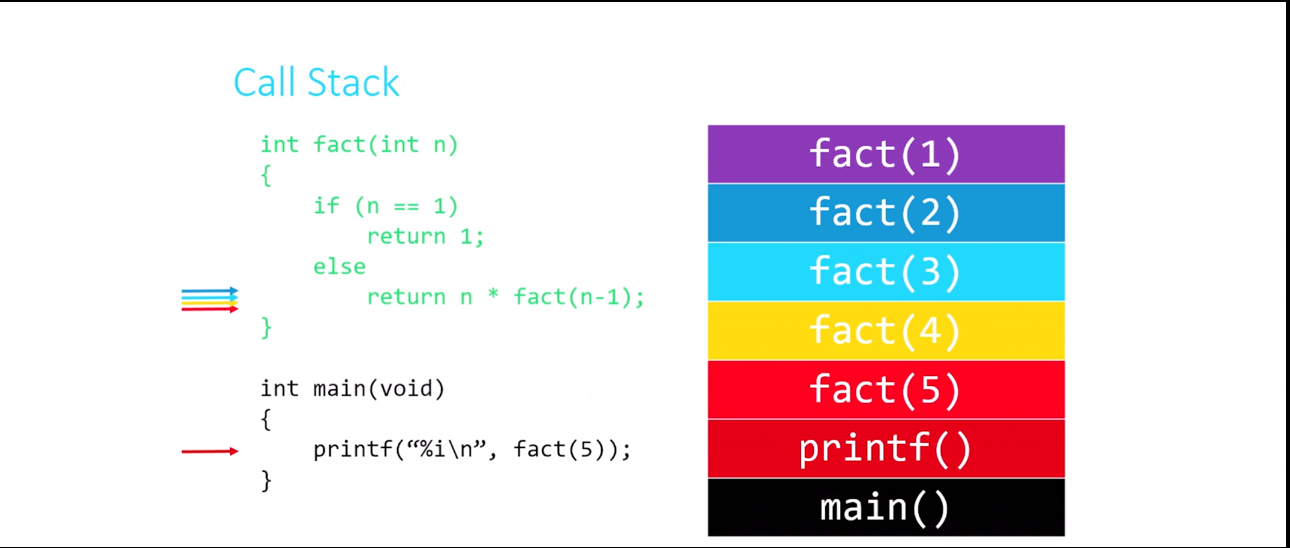 Call Stack
int fact(int n)
{
    if (n == 1)
        return 1;
    else
        return n * fact(n-1);
}
int main(void)
{
    printf(“%i\n”, fact(5));
}
fact(1)
fact(2)
fact(3)
fact(4)
fact(5)
printf()
main()